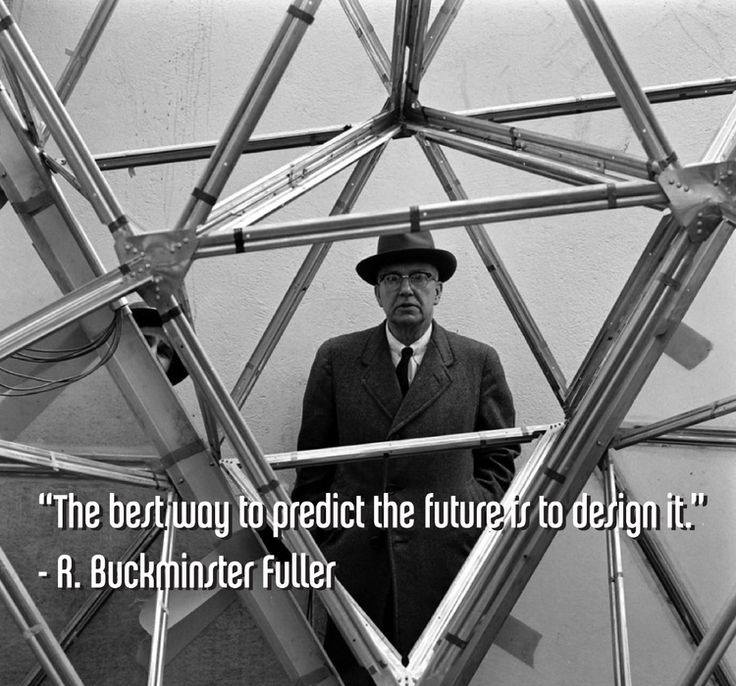 “The best way to predict the future is to design it.”
- R. Buckminster Fuller